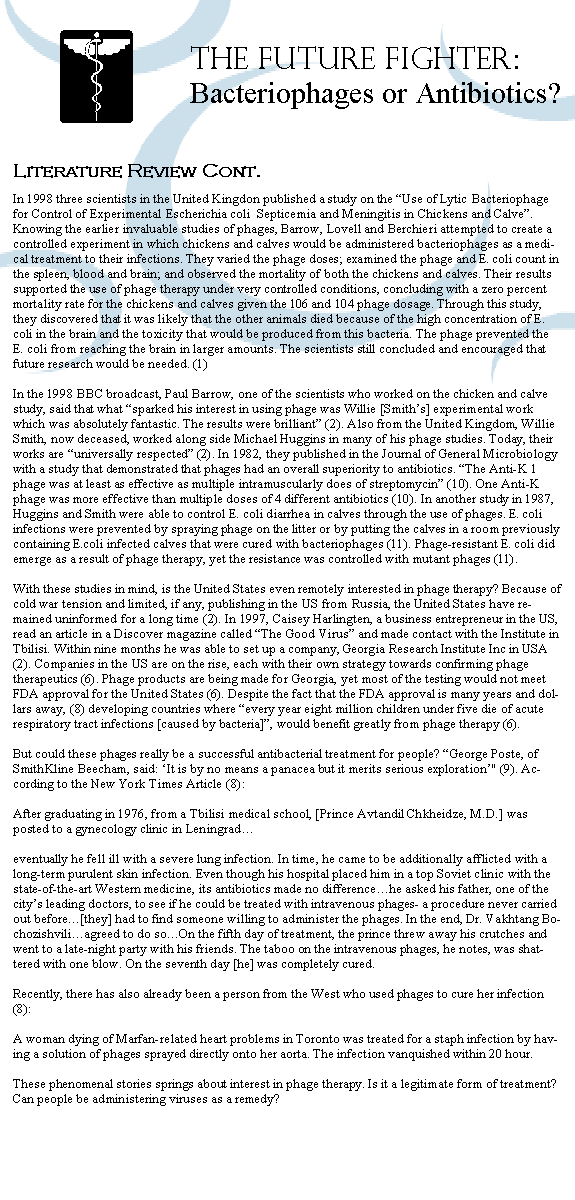 THE FUTURE FIGHTER:
Bacteriophages or Antibiotics?
Literature Review Cont.
In 1998 three scientists in the United Kingdon published a study on the “Use of Lytic Bacteriophage
for Control of Experimental Escherichia coli Septicemia and Meningitis in Chickens and Calve”.
Knowing the earlier invaluable studies of phages, Barrow, Lovell and Berchieri attempted to create a
controlled experiment in which chickens and calves would be administered bacteriophages as a medi-
cal treatment to their infections. They varied the phage doses; examined the phage and E. coli count in
the spleen, blood and brain; and observed the mortality of both the chickens and calves. Their results
supported the use of phage therapy under very controlled conditions, concluding with a zero percent
mortality rate for the chickens and calves given the 106 and 104 phage dosage. Through this study,
they discovered that it was likely that the other animals died because of the high concentration of E.
coli in the brain and the toxicity that would be produced from this bacteria. The phage prevented the
E. coli from reaching the brain in larger amounts. The scientists still concluded and encouraged that
future research would be needed. (1)
In the 1998 BBC broadcast, Paul Barrow, one of the scientists who worked on the chicken and calve
study, said that what “sparked his interest in using phage was Willie [Smith’s] experimental work
which was absolutely fantastic. The results were brilliant” (2). Also from the United Kingdom, Willie
Smith, now deceased, worked along side Michael Huggins in many of his phage studies. Today, their
works are “universally respected” (2). In 1982, they published in the Journal of General Microbiology
with a study that demonstrated that phages had an overall superiority to antibiotics. “The Anti-K 1
phage was at least as effective as multiple intramuscularly does of streptomycin” (10). One Anti-K
phage was more effective than multiple doses of 4 different antibiotics (10). In another study in 1987,
Huggins and Smith were able to control E. coli diarrhea in calves through the use of phages. E. coli
infections were prevented by spraying phage on the litter or by putting the calves in a room previously
containing E.coli infected calves that were cured with bacteriophages (11). Phage-resistant E. coli did
emerge as a result of phage therapy, yet the resistance was controlled with mutant phages (11).
With these studies in mind, is the United States even remotely interested in phage therapy? Because of
cold war tension and limited, if any, publishing in the US from Russia, the United States have re-
mained uninformed for a long time (2). In 1997, Caisey Harlingten, a business entrepreneur in the US,
read an article in a Discover magazine called “The Good Virus” and made contact with the Institute in
Tbilisi. Within nine months he was able to set up a company, Georgia Research Institute Inc in USA
(2). Companies in the US are on the rise, each with their own strategy towards confirming phage
therapeutics (6). Phage products are being made for Georgia, yet most of the testing would not meet
FDA approval for the United States (6). Despite the fact that the FDA approval is many years and dol-
lars away, (8) developing countries where “every year eight million children under five die of acute
respiratory tract infections [caused by bacteria]”, would benefit greatly from phage therapy (6).
But could these phages really be a successful antibacterial treatment for people? “George Poste, of
SmithKline Beecham, said: ‘It is by no means a panacea but it merits serious exploration’" (9). Ac-
cording to the New York Times Article (8):
After graduating in 1976, from a Tbilisi medical school, [Prince Avtandil Chkheidze, M.D.] was
posted to a gynecology clinic in Leningrad…
eventually he fell ill with a severe lung infection. In time, he came to be additionally afflicted with a
long-term purulent skin infection. Even though his hospital placed him in a top Soviet clinic with the
state-of-the-art Western medicine, its antibiotics made no difference…he asked his father, one of the
city’s leading doctors, to see if he could be treated with intravenous phages- a procedure never carried
out before…[they] had to find someone willing to administer the phages. In the end, Dr. Vakhtang Bo-
chozishvili…agreed to do so…On the fifth day of treatment, the prince threw away his crutches and
went to a late-night party with his friends. The taboo on the intravenous phages, he notes, was shat-
tered with one blow. On the seventh day [he] was completely cured.
Recently, there has also already been a person from the West who used phages to cure her infection
(8):
A woman dying of Marfan-related heart problems in Toronto was treated for a staph infection by hav-
ing a solution of phages sprayed directly onto her aorta. The infection vanquished within 20 hour.
These phenomenal stories springs about interest in phage therapy. Is it a legitimate form of treatment?
Can people be administering viruses as a remedy?